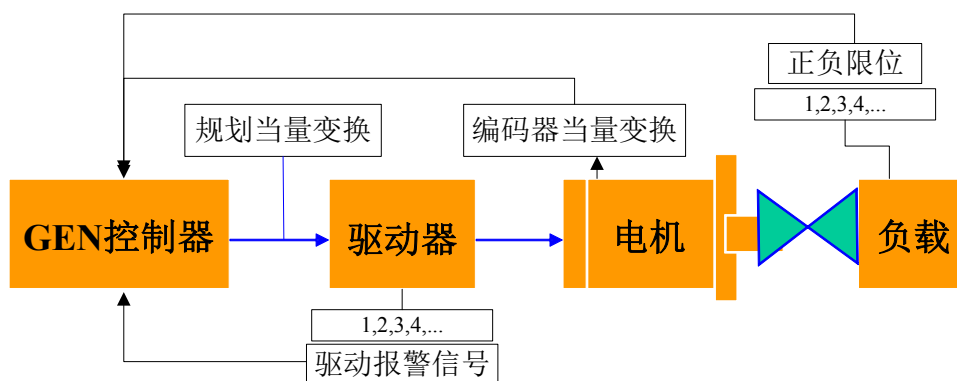 正负限位
1,2,3,4,...
规划当量变换
编码器当量变换
GEN控制器
驱动器
电机
负载
1,2,3,4,...
驱动报警信号